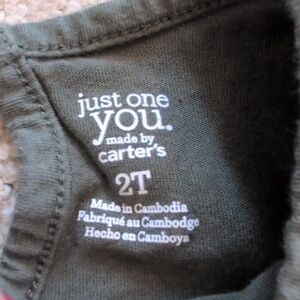 just one
you.
made by
carter's
2T
Made in Cambodia
Fabriqué au Cambodge
Hecho en Camboya